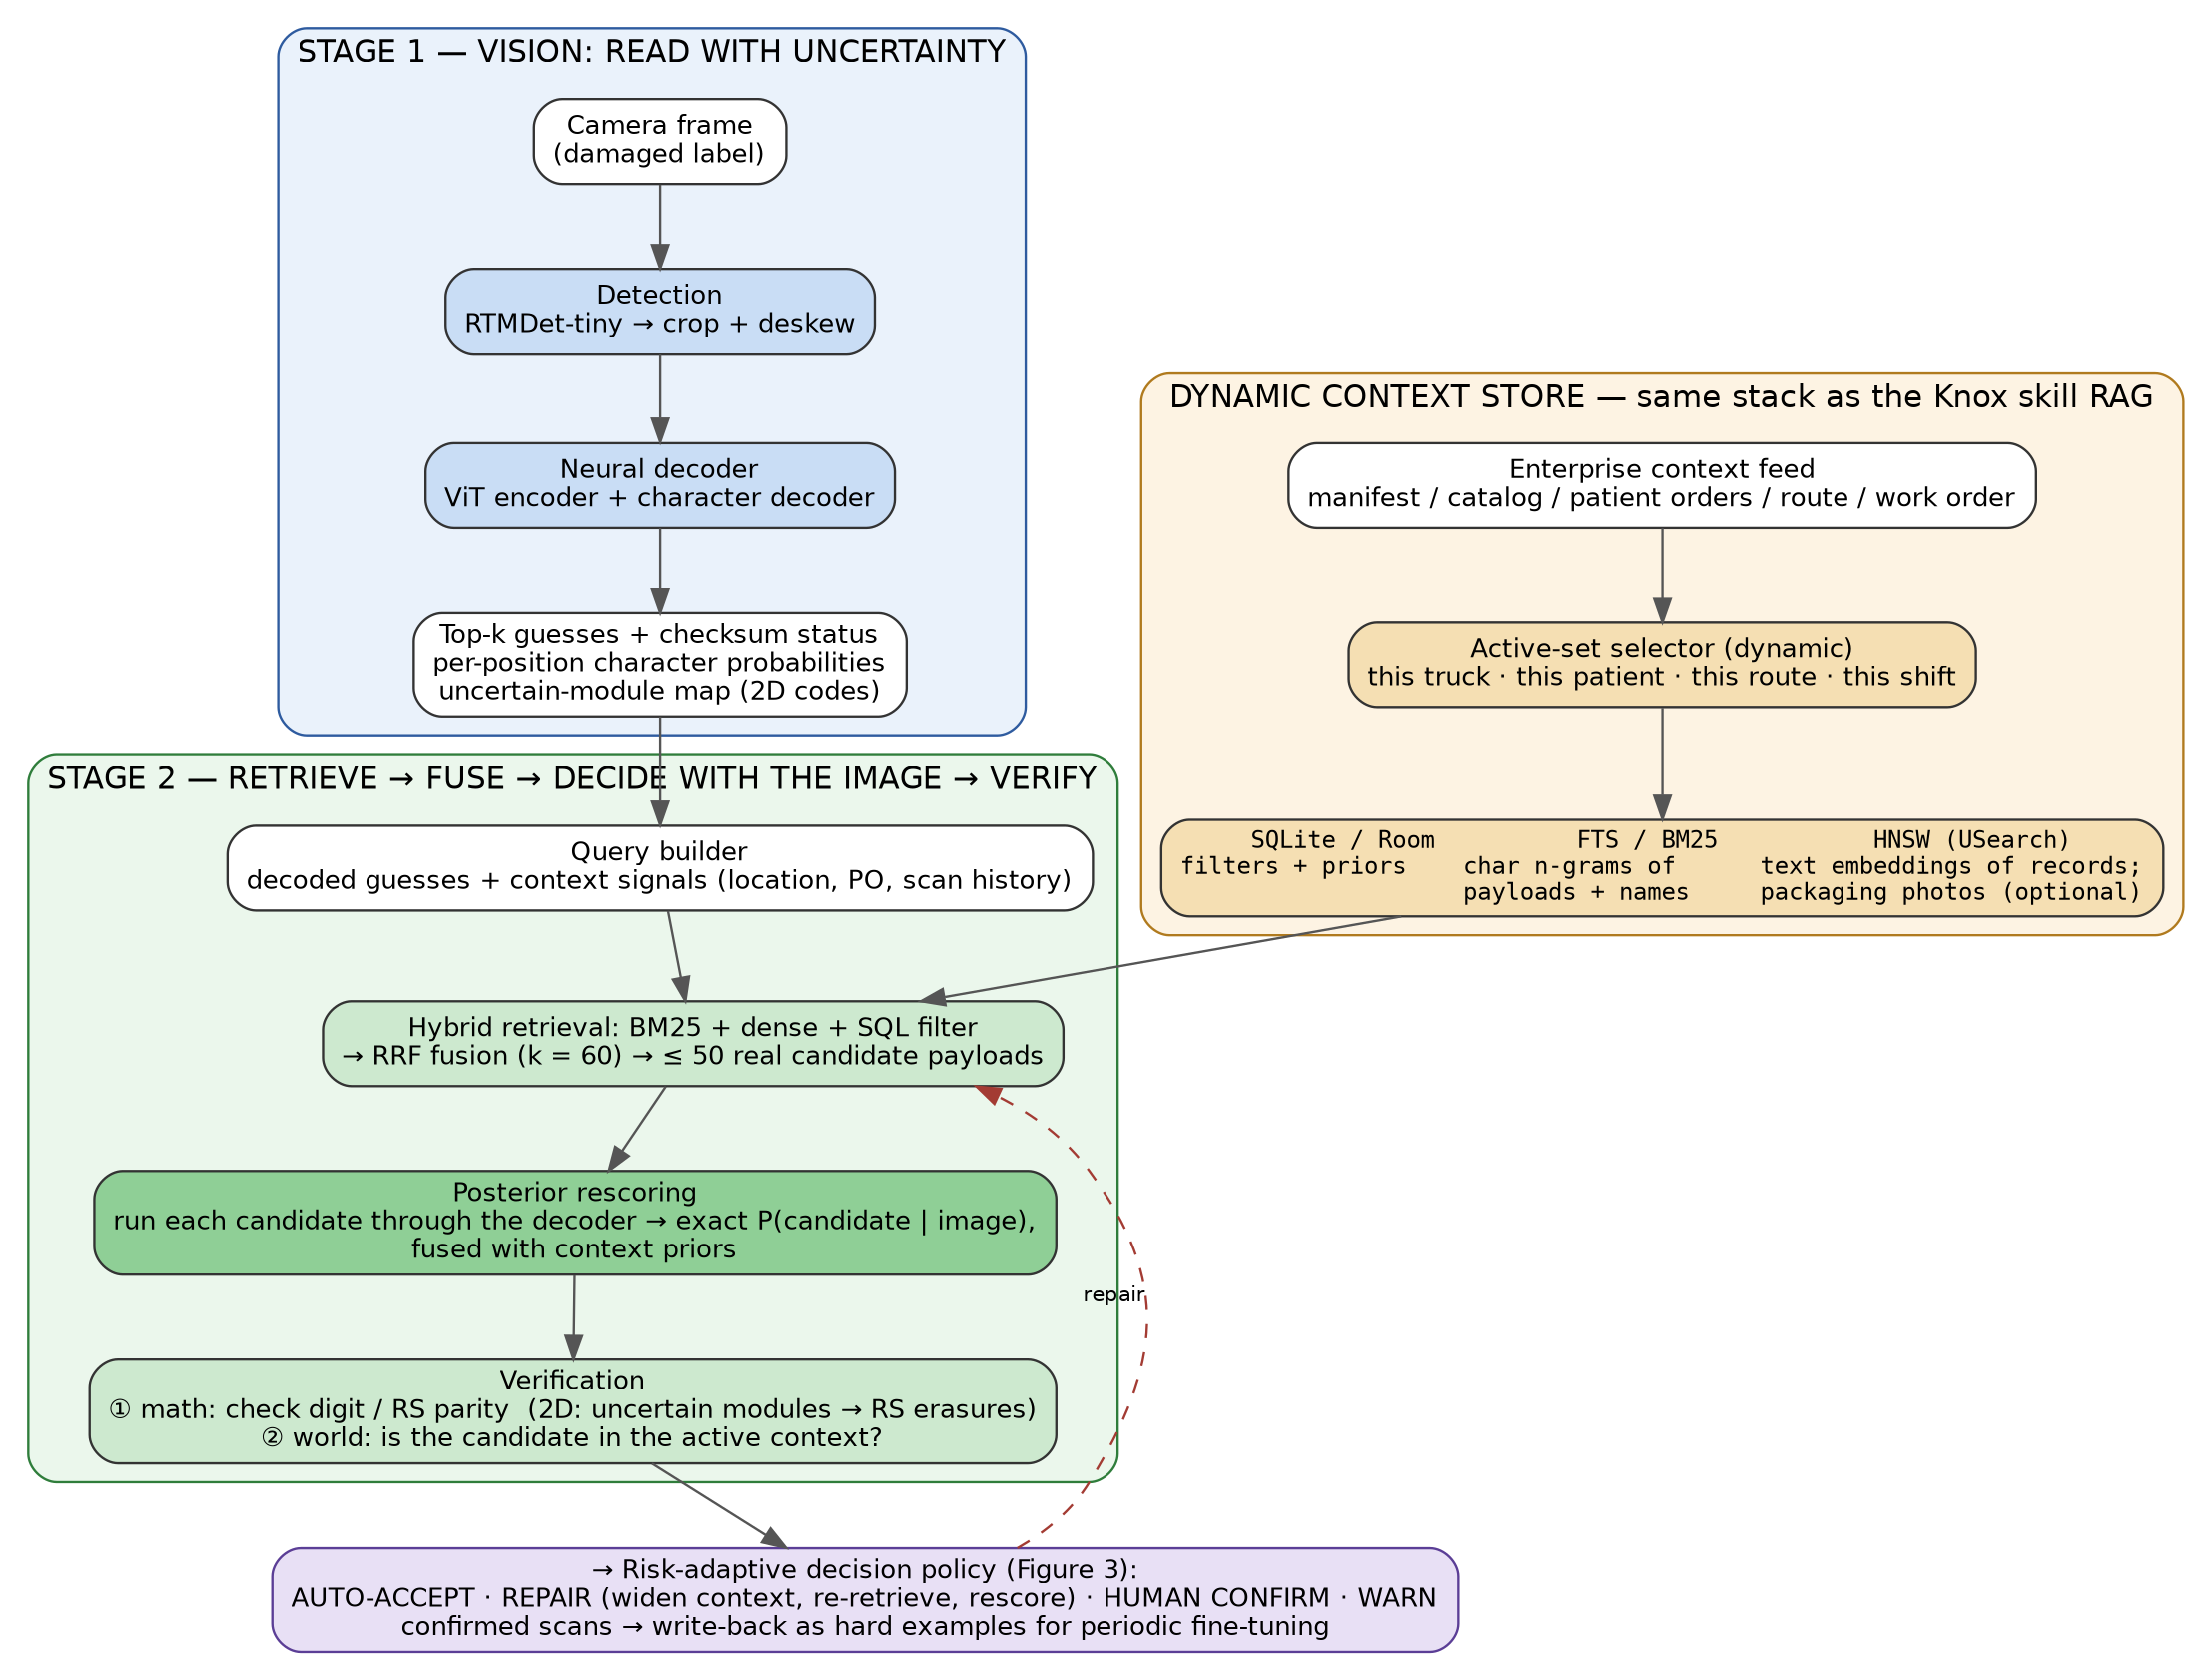 STAGE 1 — VISION: READ WITH UNCERTAINTY
Camera frame
(damaged label)
Detection
RTMDet-tiny → crop + deskew
Neural decoder
ViT encoder + character decoder
Top-k guesses + checksum status
per-position character probabilities
uncertain-module map (2D codes)
DYNAMIC CONTEXT STORE — same stack as the Knox skill RAG
Enterprise context feed
manifest / catalog / patient orders / route / work order
Active-set selector (dynamic)
this truck · this patient · this route · this shift
SQLite / Room FTS / BM25 HNSW (USearch)
filters + priors char n-grams of text embeddings of records;
payloads + names packaging photos (optional)
STAGE 2 — RETRIEVE → FUSE → DECIDE WITH THE IMAGE → VERIFY
Query builder
decoded guesses + context signals (location, PO, scan history)
Hybrid retrieval: BM25 + dense + SQL filter
→ RRF fusion (k = 60) → ≤ 50 real candidate payloads
Posterior rescoring
run each candidate through the decoder → exact P(candidate | image),
fused with context priors
repair
Verification
① math: check digit / RS parity (2D: uncertain modules → RS erasures)
② world: is the candidate in the active context?
→ Risk-adaptive decision policy (Figure 3):
AUTO-ACCEPT · REPAIR (widen context, re-retrieve, rescore) · HUMAN CONFIRM · WARN
confirmed scans → write-back as hard examples for periodic fine-tuning